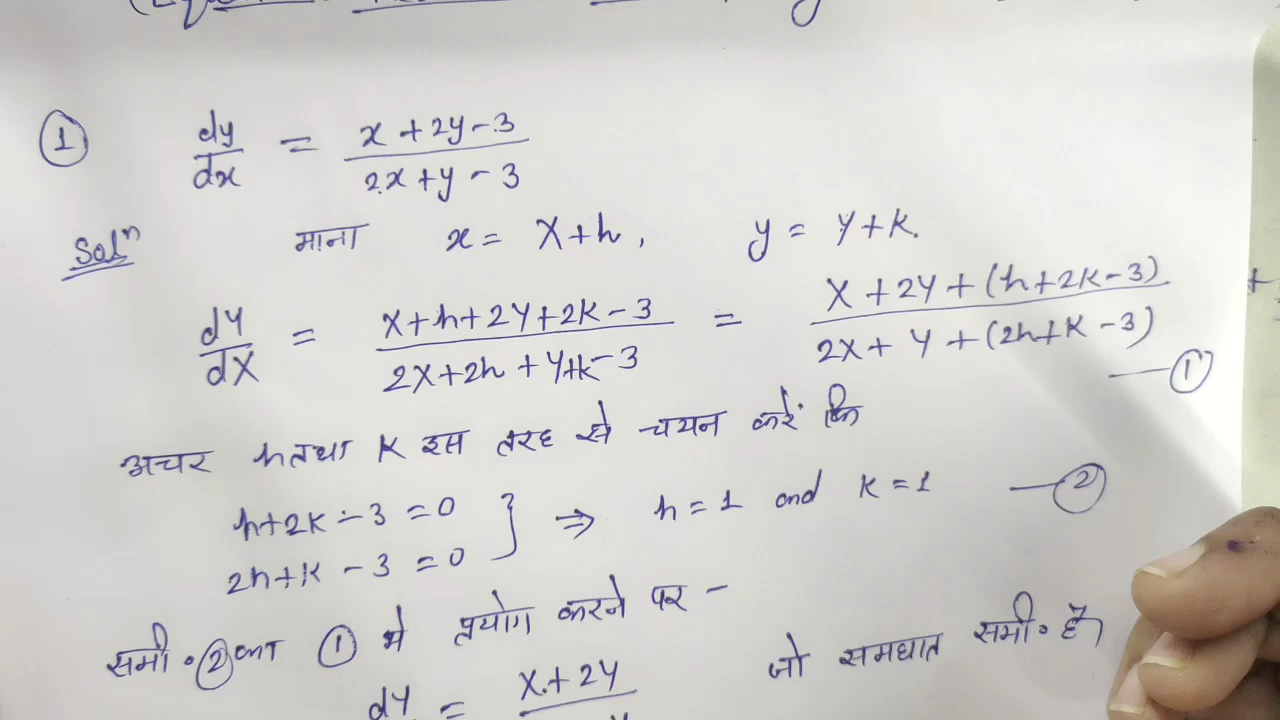 ① dy/dx = (x + 2y - 3)/(2x + y - 3)
Solⁿ माना x = X+h, y = Y+k.
dY/dX = (X+h+2Y+2k-3)/(2X+2h+Y+k-3) = (X+2Y+(h+2k-3))/(2X+Y+(2h+k-3)) —①
अचर h तथा k इस तरह से चयन करें कि
h+2k-3=0
2h+k-3=0 } ⇒ h=1 and k=1 —②
समी॰ ② का ① मे प्रयोग करने पर -
dY/dX = X+2Y जो समघात समी॰ है